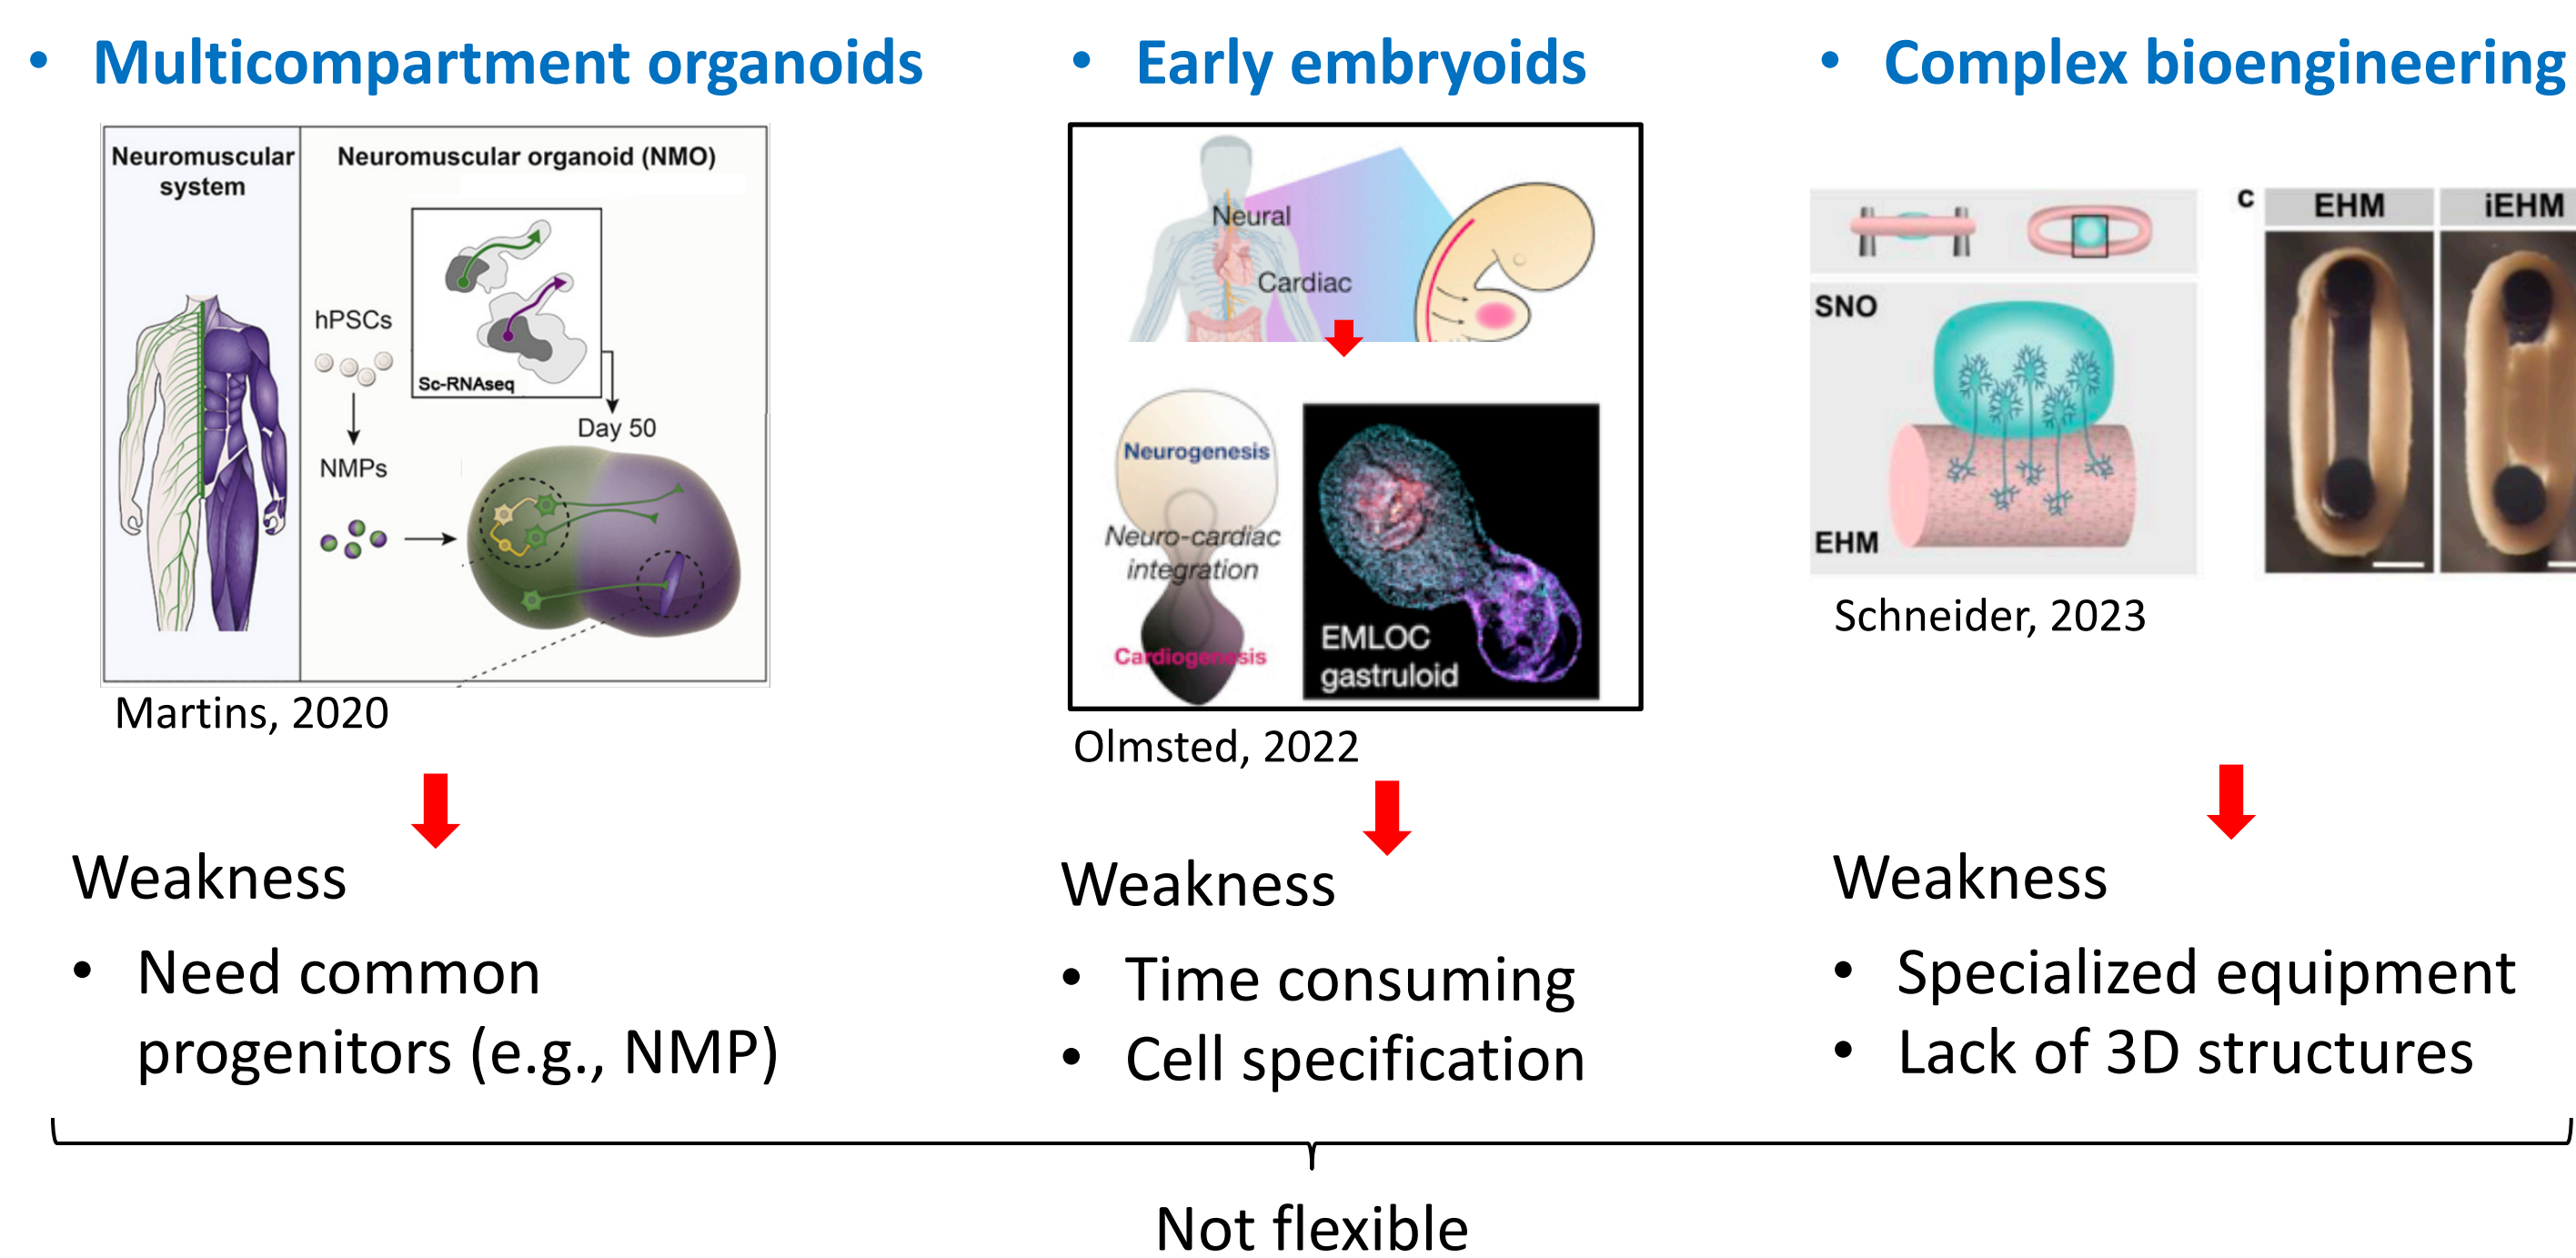 • Multicompartment organoids
Neuromuscular
system
Neuromuscular organoid (NMO)
hPSCs
Sc-RNAseq
Day 50
NMPs
Martins, 2020
Weakness
• Need common
progenitors (e.g., NMP)
• Early embryoids
Neural
Cardiac
Neurogenesis
Neuro-cardiac
integration
Cardiogenesis
EMLOC
gastruloid
Olmsted, 2022
Weakness
• Time consuming
• Cell specification
• Complex bioengineering
SNO
EHM
c
EHM
iEHM
Schneider, 2023
Weakness
• Specialized equipment
• Lack of 3D structures
Not flexible